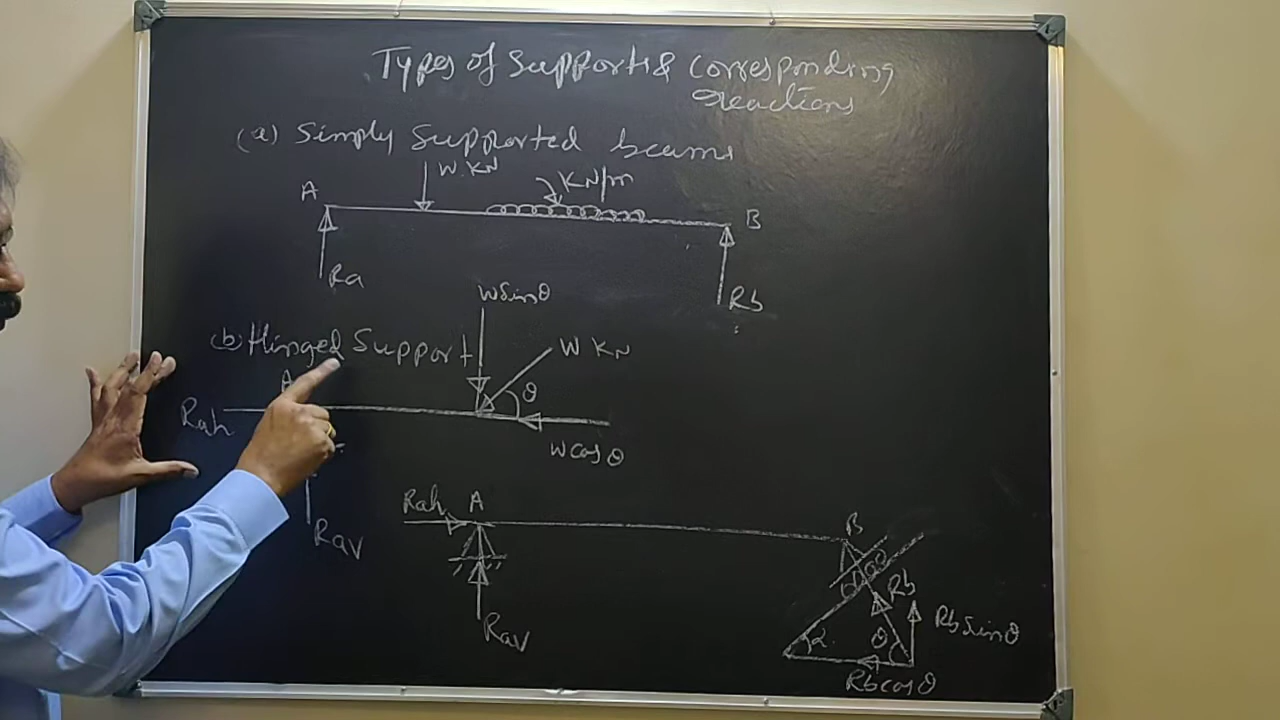 Types of Supports & corresponding
reactions
(a) Simply Supported beams
W KN
KN/m
A
B
Ra
Rb
WSinθ
(b) Hinged Support
W KN
A
θ
Rah
Wcosθ
Rav
Rah A
B
Rb
Rav
RbSinθ
α
θ
Rbcosθ